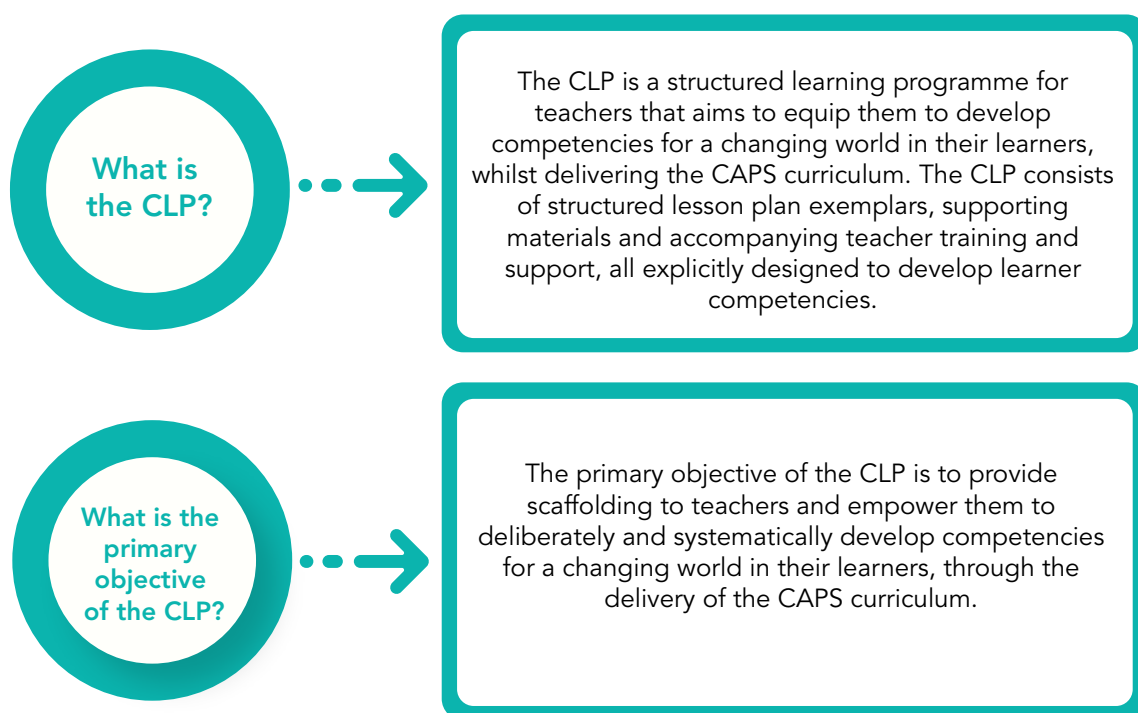 What is
the CLP?
The CLP is a structured learning programme for
teachers that aims to equip them to develop
competencies for a changing world in their learners,
whilst delivering the CAPS curriculum. The CLP consists
of structured lesson plan exemplars, supporting
materials and accompanying teacher training and
support, all explicitly designed to develop learner
competencies.
What is the
primary
objective
of the CLP?
The primary objective of the CLP is to provide
scaffolding to teachers and empower them to
deliberately and systematically develop competencies
for a changing world in their learners, through the
delivery of the CAPS curriculum.